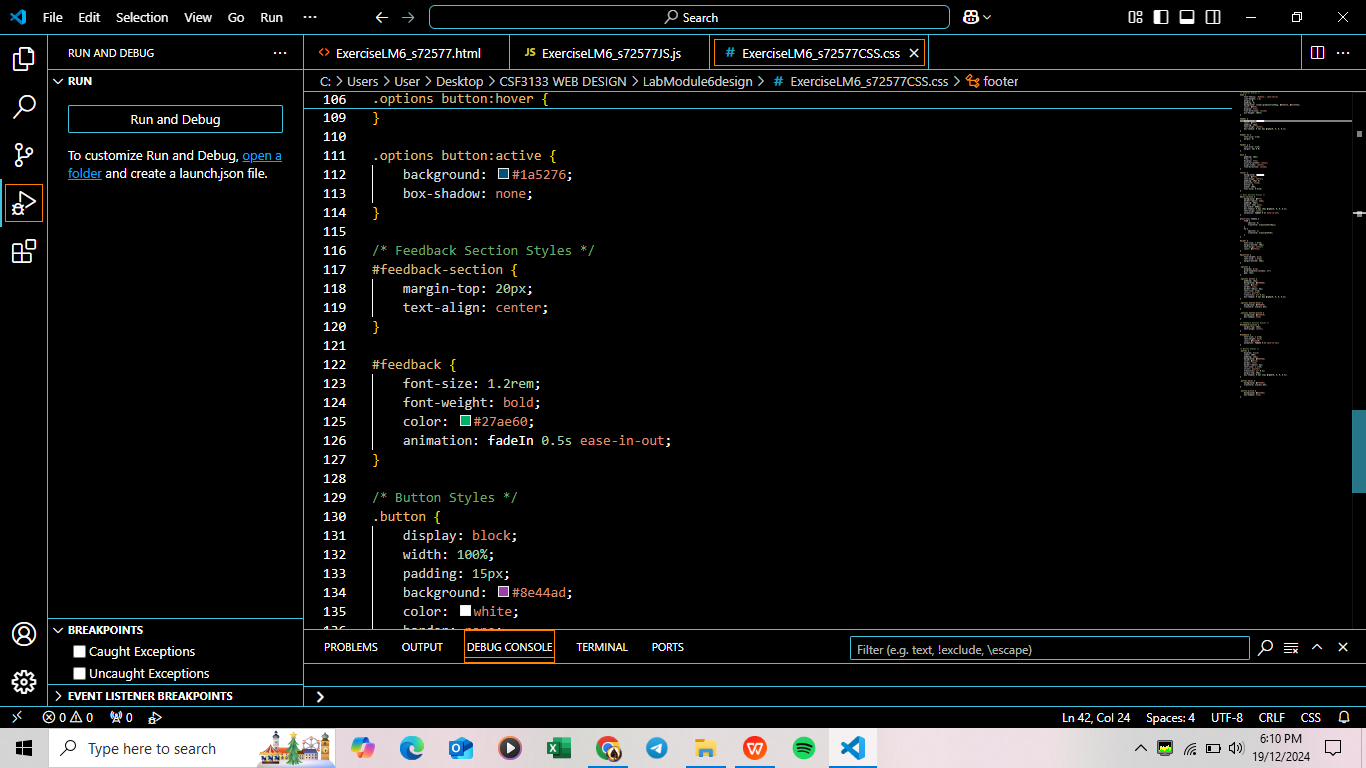 File Edit Selection View Go Run ··· Search
RUN AND DEBUG ···
ExerciseLM6_s72577.html JS ExerciseLM6_s72577JS.js # ExerciseLM6_s72577CSS.css
RUN
Run and Debug
To customize Run and Debug, open a
folder and create a launch.json file.
C: > Users > User > Desktop > CSF3133 WEB DESIGN > LabModule6design > # ExerciseLM6_s72577CSS.css > footer
106 .options button:hover {
109 }
110
111 .options button:active {
112 background: #1a5276;
113 box-shadow: none;
114 }
115
116 /* Feedback Section Styles */
117 #feedback-section {
118 margin-top: 20px;
119 text-align: center;
120 }
121
122 #feedback {
123 font-size: 1.2rem;
124 font-weight: bold;
125 color: #27ae60;
126 animation: fadeIn 0.5s ease-in-out;
127 }
128
129 /* Button Styles */
130 .button {
131 display: block;
132 width: 100%;
133 padding: 15px;
134 background: #8e44ad;
135 color: white;
BREAKPOINTS
Caught Exceptions
Uncaught Exceptions
EVENT LISTENER BREAKPOINTS
PROBLEMS OUTPUT DEBUG CONSOLE TERMINAL PORTS
Filter (e.g. text, !exclude, \escape)
0 0 0
Ln 42, Col 24 Spaces: 4 UTF-8 CRLF CSS
Type here to search
6:10 PM
19/12/2024